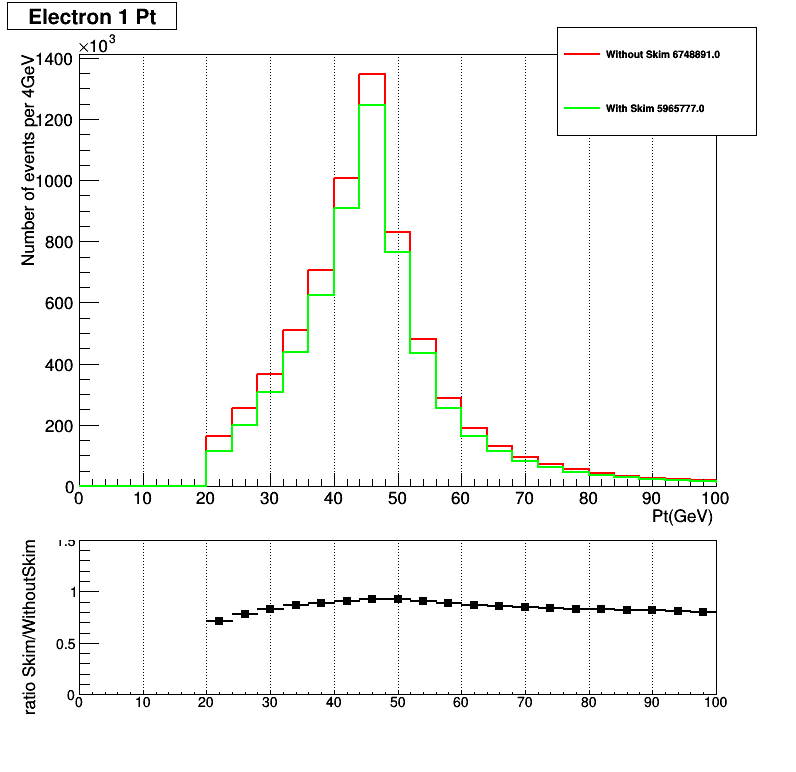 Electron 1 Pt
×10³
Without Skim 6748891.0
With Skim 5965777.0
Number of events per 4GeV
1400
1200
1000
800
600
400
200
0
0 10 20 30 40 50 60 70 80 90 100
Pt(GeV)
ratio Skim/WithoutSkim
1.5
1
0.5
0
0 10 20 30 40 50 60 70 80 90 100